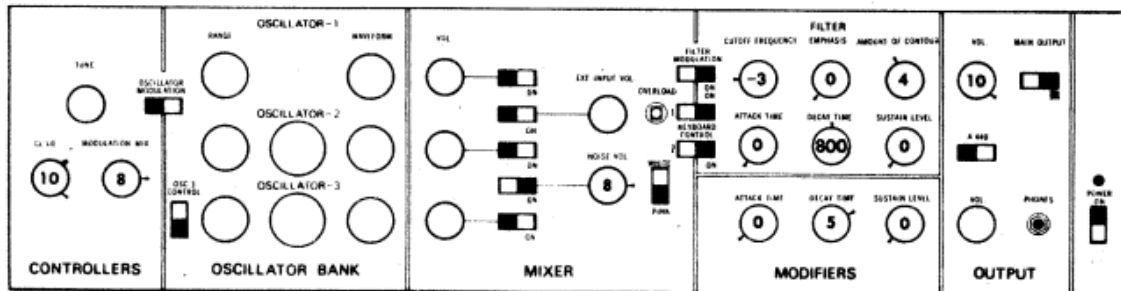 TUNE
OSCILLATOR MODULATION
GLIDE
MODULATION MIX
10
8
CONTROLLERS
OSCILLATOR-1
RANGE
WAVEFORM
OSCILLATOR-2
OSCILLATOR-3
OSC 3 CONTROL
OSCILLATOR BANK
VOL
ON
EXT INPUT VOL
OVERLOAD
ON
ON
NOISE VOL
8
WHITE
PINK
ON
ON
MIXER
FILTER
FILTER MODULATION
ON
ON
KEYBOARD CONTROL
1
2
ON
CUTOFF FREQUENCY
EMPHASIS
AMOUNT OF CONTOUR
-3
0
4
ATTACK TIME
DECAY TIME
SUSTAIN LEVEL
0
800
0
ATTACK TIME
DECAY TIME
SUSTAIN LEVEL
0
5
0
MODIFIERS
VOL
MAIN OUTPUT
10
A 440
VOL
PHONES
OUTPUT
POWER
ON